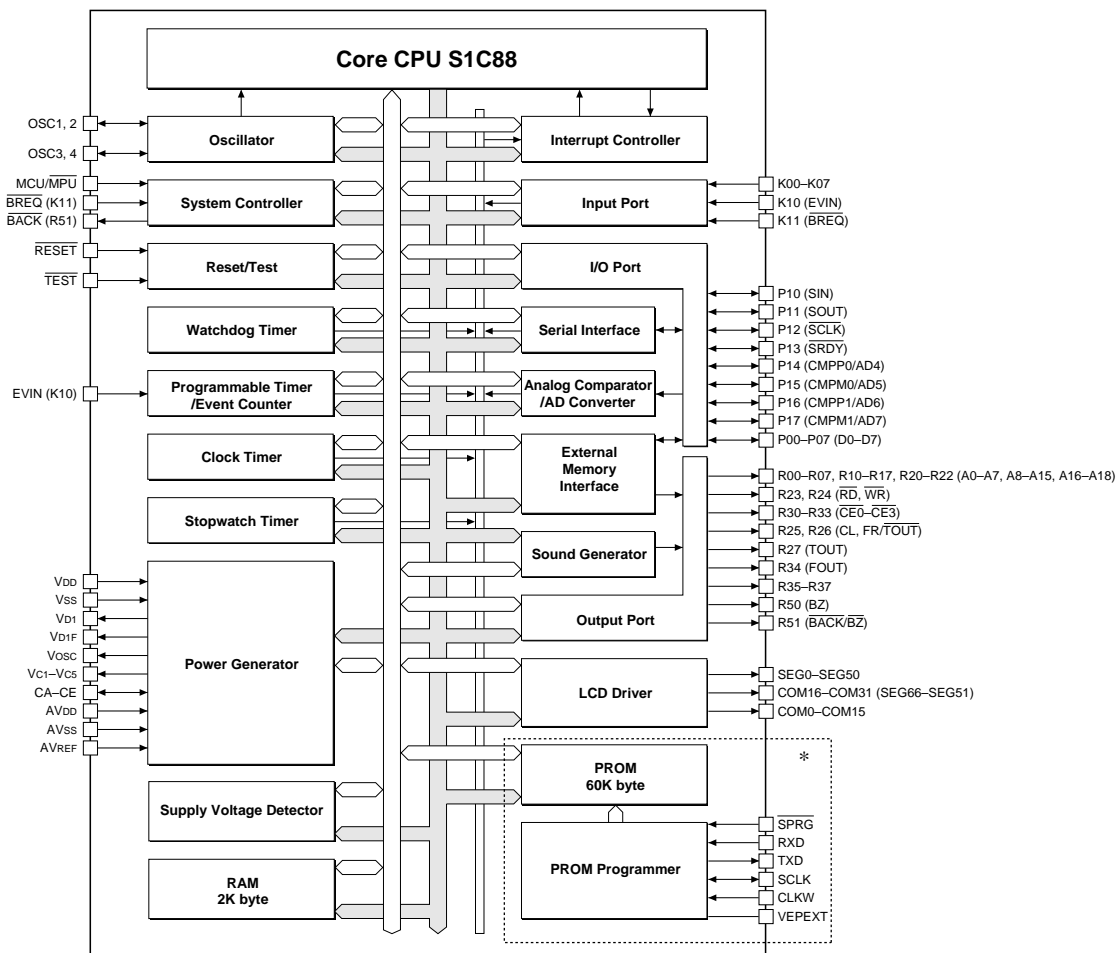 Core CPU S1C88
OSC1, 2
OSC3, 4
Oscillator
Interrupt Controller
MCU/MPU
BREQ (K11)
BACK (R51)
System Controller
Input Port
K00–K07
K10 (EVIN)
K11 (BREQ)
RESET
TEST
Reset/Test
I/O Port
Watchdog Timer
Serial Interface
P10 (SIN)
P11 (SOUT)
P12 (SCLK)
P13 (SRDY)
P14 (CMPP0/AD4)
P15 (CMPM0/AD5)
P16 (CMPP1/AD6)
P17 (CMPM1/AD7)
P00–P07 (D0–D7)
EVIN (K10)
Programmable Timer
/Event Counter
Analog Comparator
/AD Converter
Clock Timer
External
Memory
Interface
Stopwatch Timer
Sound Generator
Output Port
R00–R07, R10–R17, R20–R22 (A0–A7, A8–A15, A16–A18)
R23, R24 (RD, WR)
R30–R33 (CE0–CE3)
R25, R26 (CL, FR/TOUT)
R27 (TOUT)
R34 (FOUT)
R35–R37
R50 (BZ)
R51 (BACK/BZ)
VDD
VSS
VD1
VD1F
VOSC
VC1–VC5
CA–CE
AVDD
AVSS
AVREF
Power Generator
LCD Driver
SEG0–SEG50
COM16–COM31 (SEG66–SEG51)
COM0–COM15
Supply Voltage Detector
PROM
60K byte
*
RAM
2K byte
PROM Programmer
SPRG
RXD
TXD
SCLK
CLKW
VEPEXT